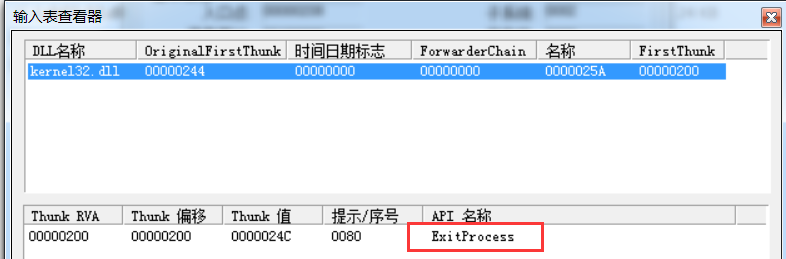 输入表查看器
DLL名称 OriginalFirstThunk 时间日期标志 ForwarderChain 名称 FirstThunk
kernel32.dll 00000244 00000000 00000000 0000025A 00000200
Thunk RVA Thunk 偏移 Thunk 值 提示/序号 API 名称
00000200 00000200 0000024C 0080 ExitProcess